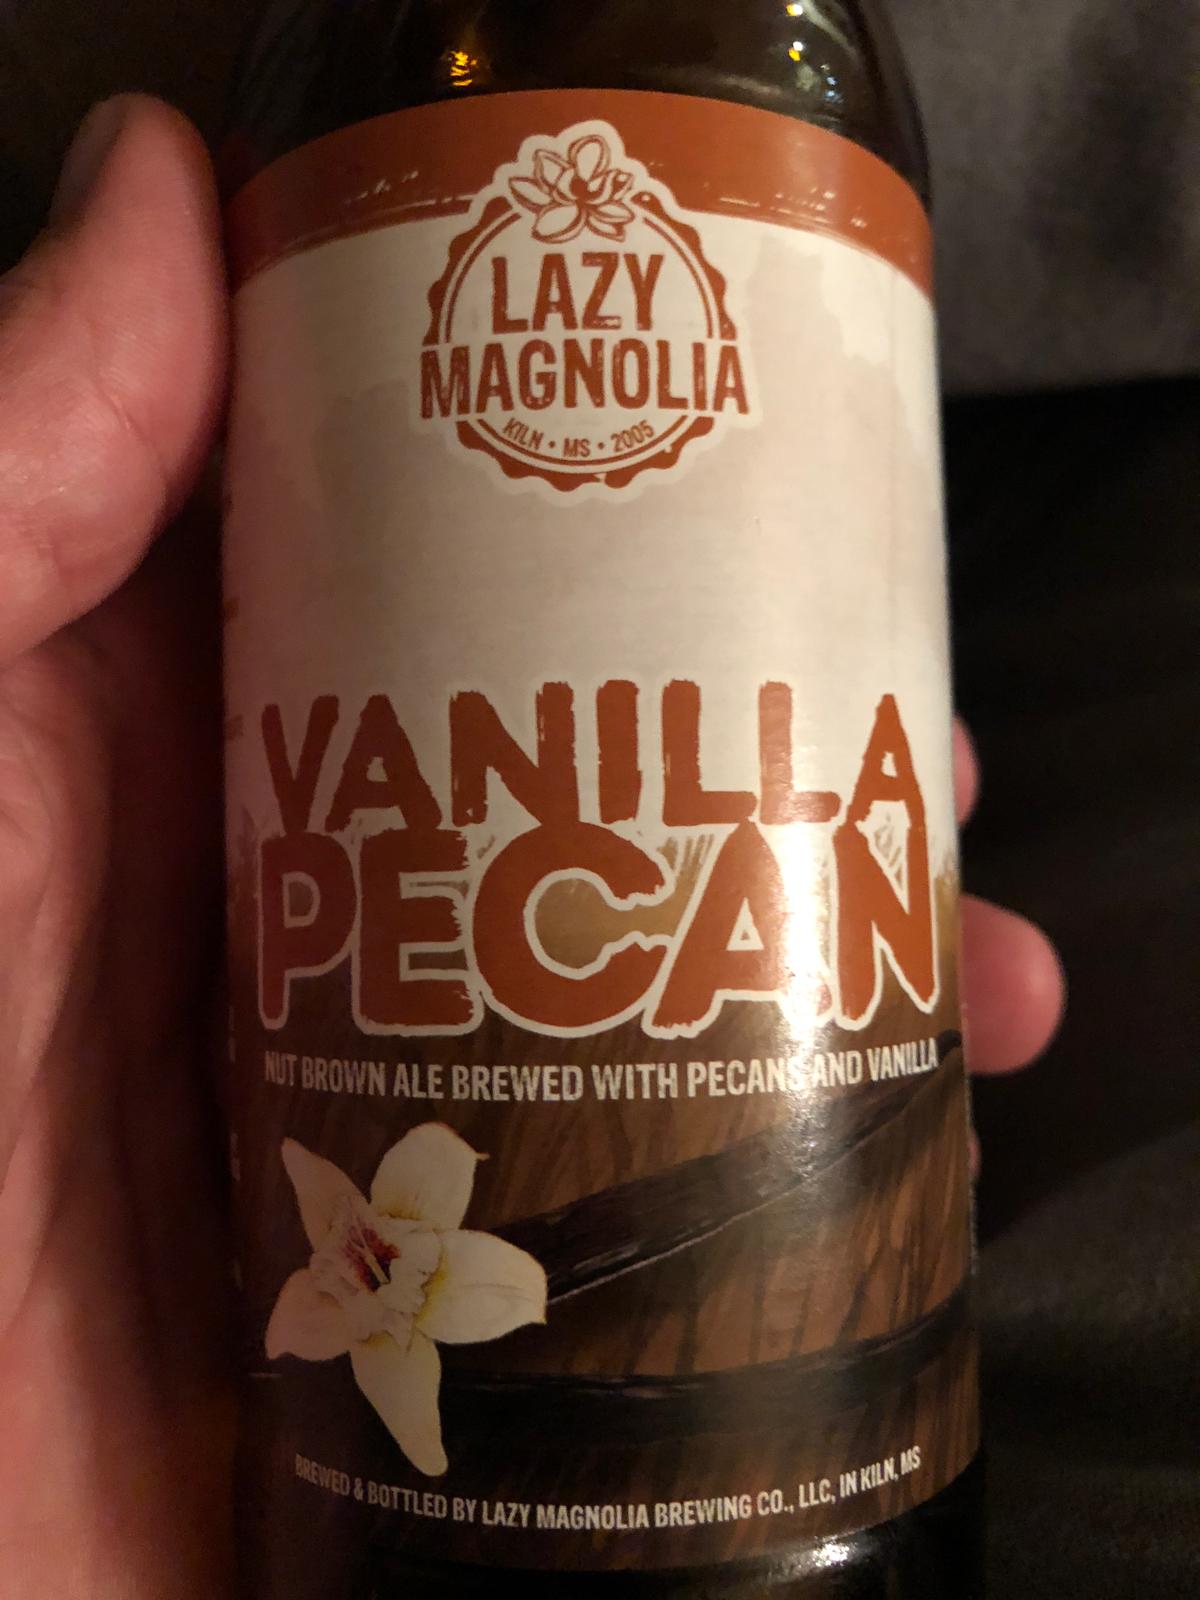 LAZY
MAGNOLIA
KILN • MS • 2005
VANILLA
PECAN
NUT BROWN ALE BREWED WITH PECANS AND VANILLA
BREWED & BOTTLED BY LAZY MAGNOLIA BREWING CO., LLC, IN KILN, MS